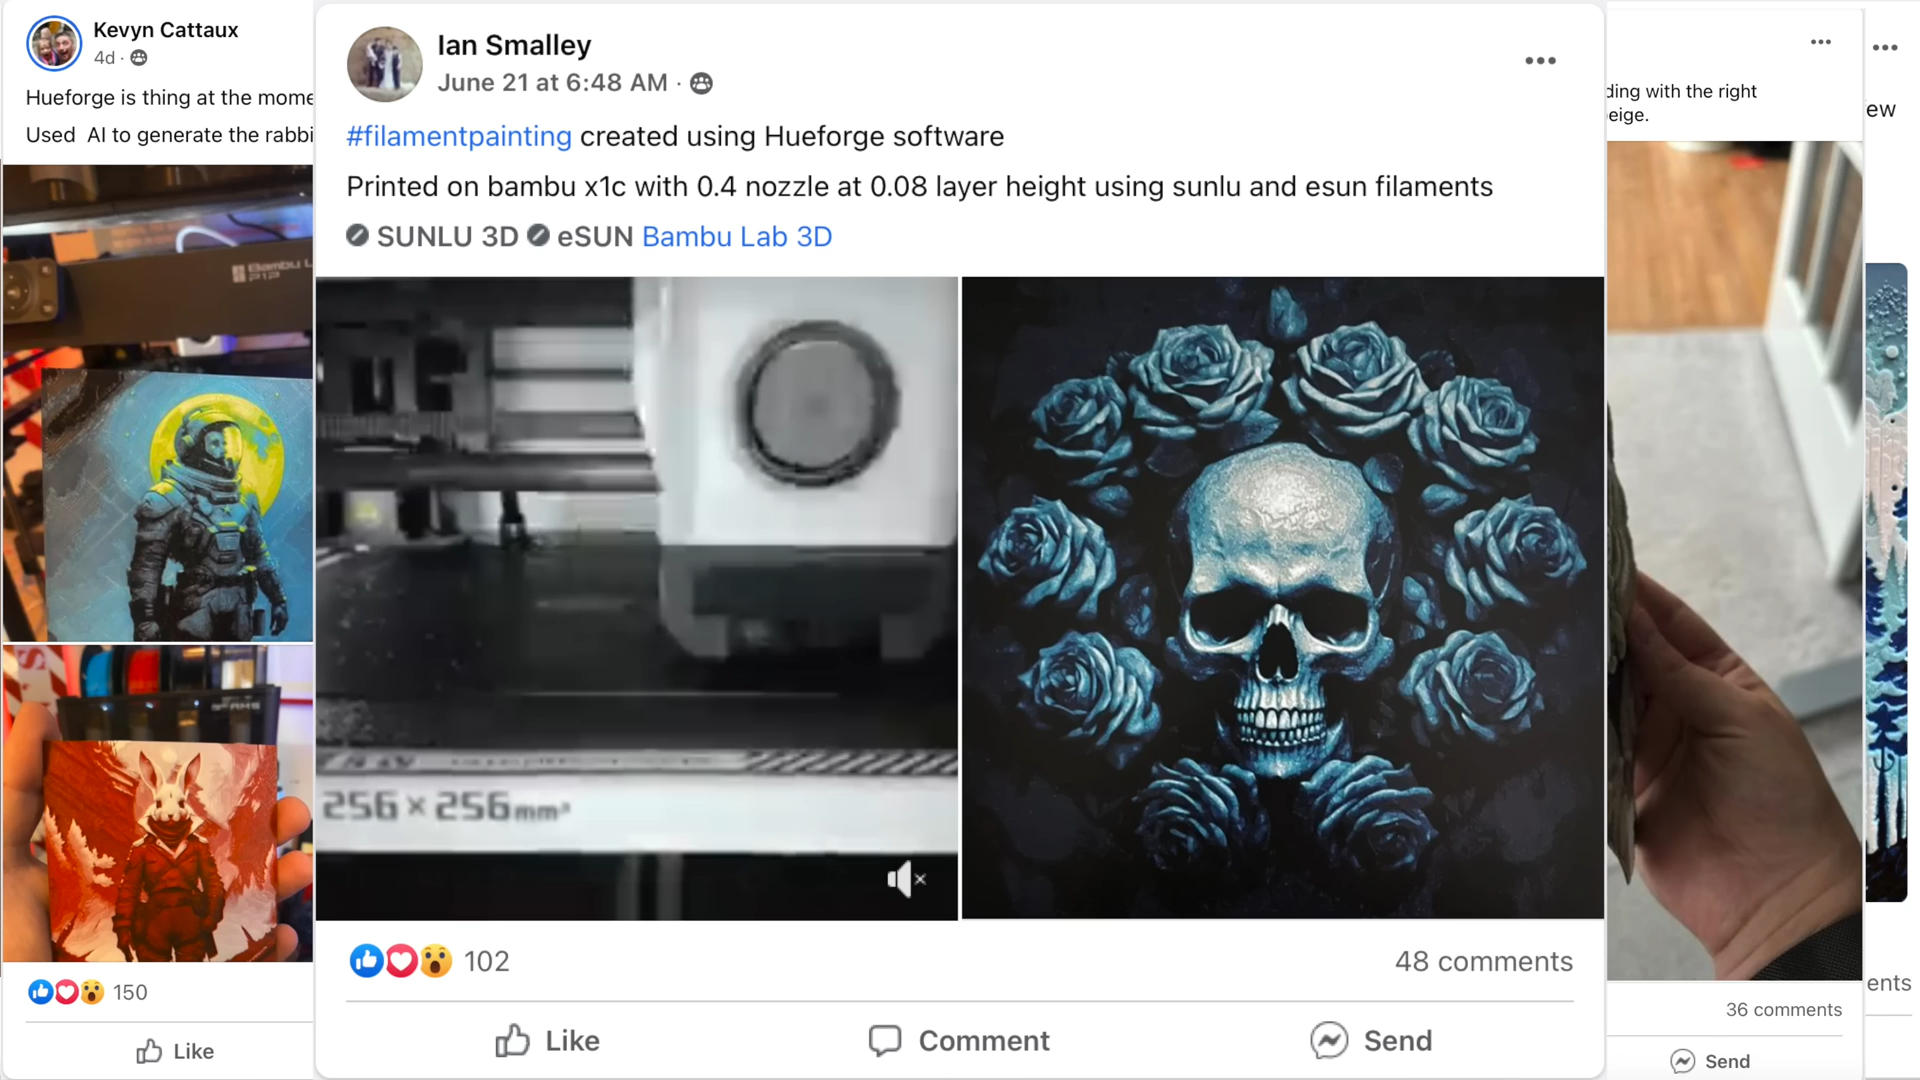 Kevyn Cattaux
4d ·
Hueforge is thing at the mome
Used AI to generate the rabbi
150
Like
Ian Smalley
June 21 at 6:48 AM ·
#filamentpainting created using Hueforge software
Printed on bambu x1c with 0.4 nozzle at 0.08 layer height using sunlu and esun filaments
SUNLU 3D eSUN Bambu Lab 3D
256 × 256mm³
102
48 comments
Like
Comment
Send
ding with the right
eige.
36 comments
Send
ew
ents